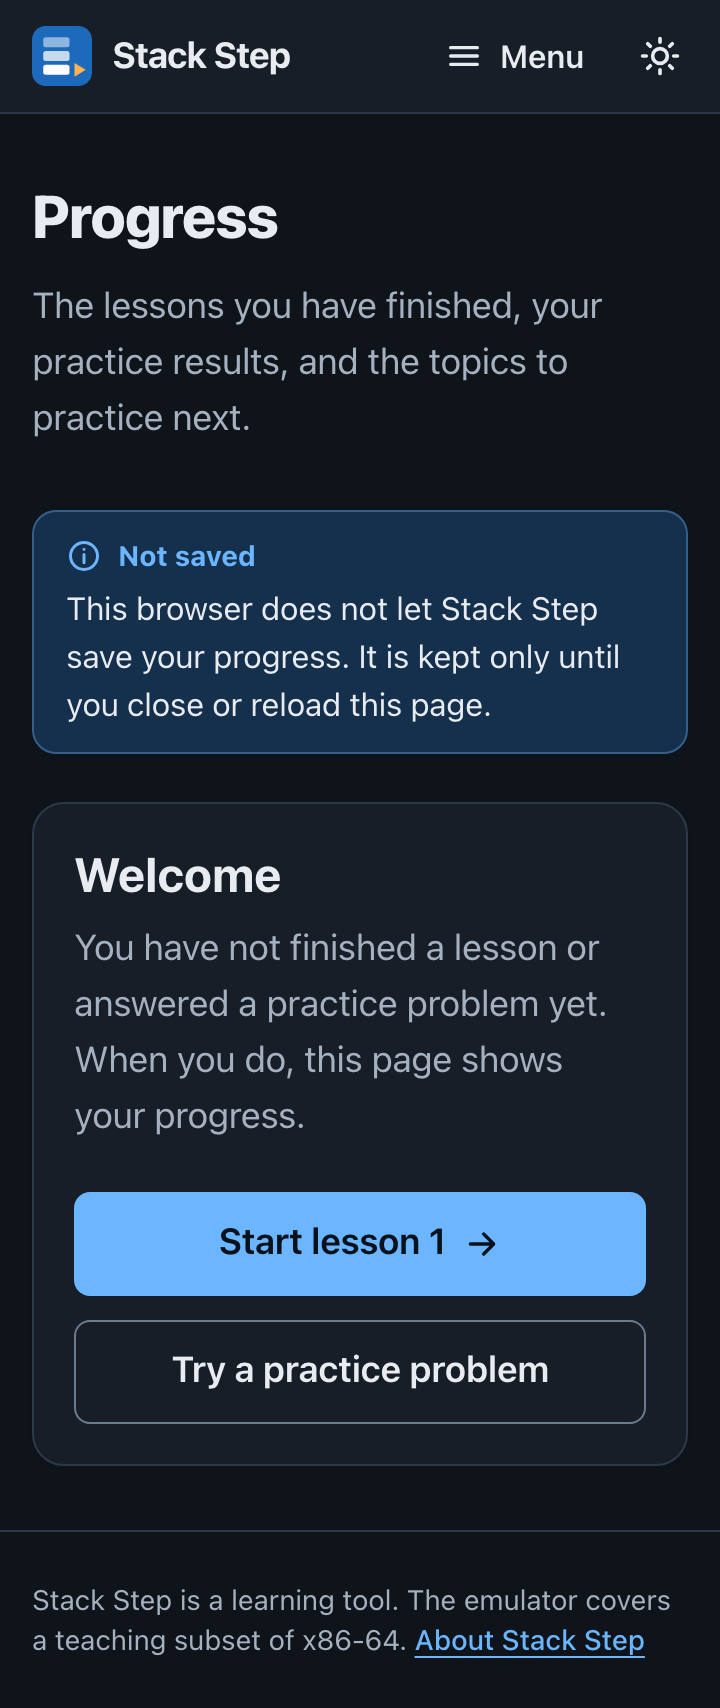 Stack Step
Menu
Progress
The lessons you have finished, your
practice results, and the topics to
practice next.
Not saved
This browser does not let Stack Step
save your progress. It is kept only until
you close or reload this page.
Welcome
You have not finished a lesson or
answered a practice problem yet.
When you do, this page shows
your progress.
Start lesson 1 →
Try a practice problem
Stack Step is a learning tool. The emulator covers
a teaching subset of x86-64. About Stack Step